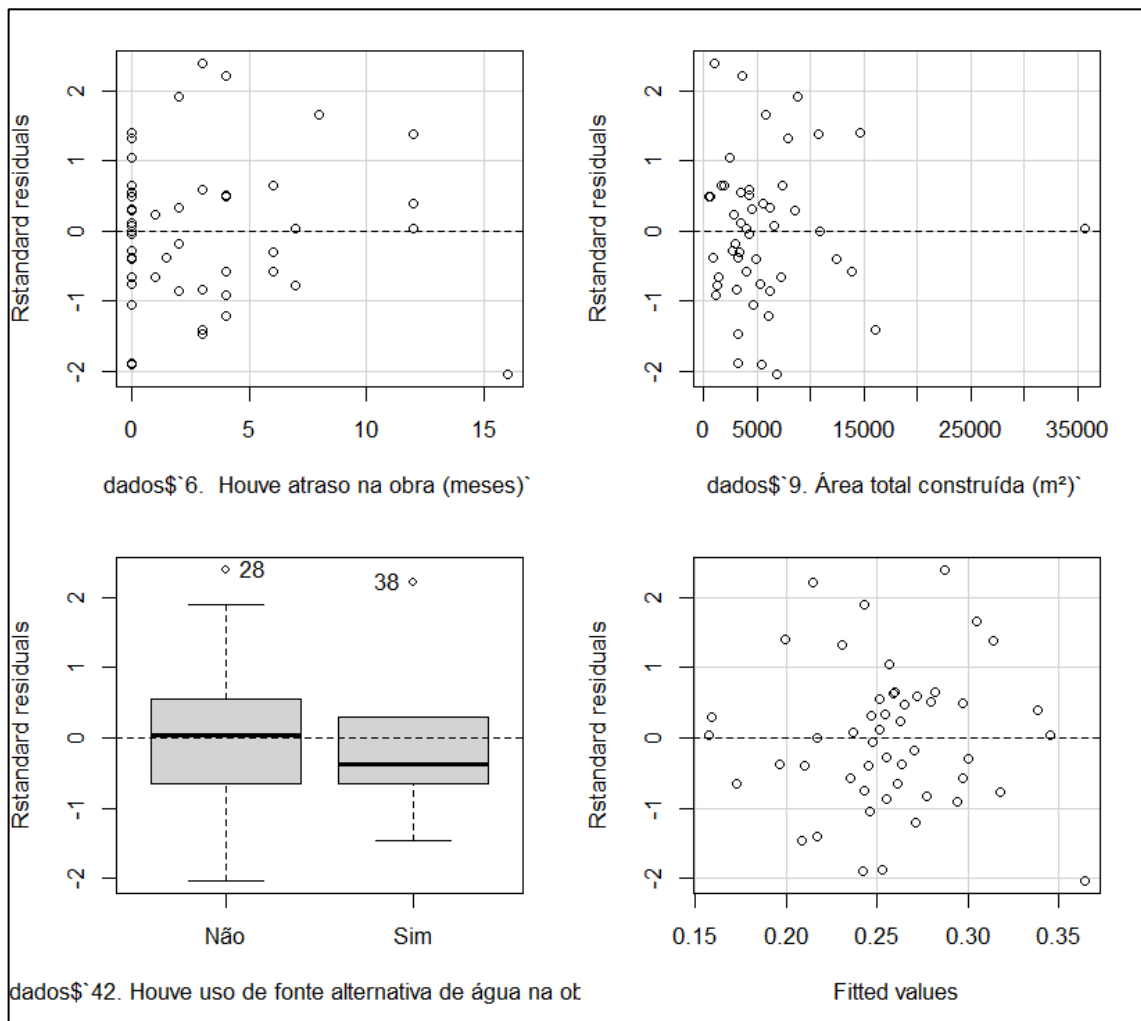 Rstandard residuals
2
1
0
-1
-2
0 5 10 15
dados$`6.  Houve atraso na obra (meses)`
Rstandard residuals
2
1
0
-1
-2
0 5000 15000 25000 35000
dados$`9. Área total construída (m²)`
Rstandard residuals
2
1
0
-1
-2
28
38
Não Sim
dados$`42. Houve uso de fonte alternativa de água na ob
Rstandard residuals
2
1
0
-1
-2
0.15 0.20 0.25 0.30 0.35
Fitted values